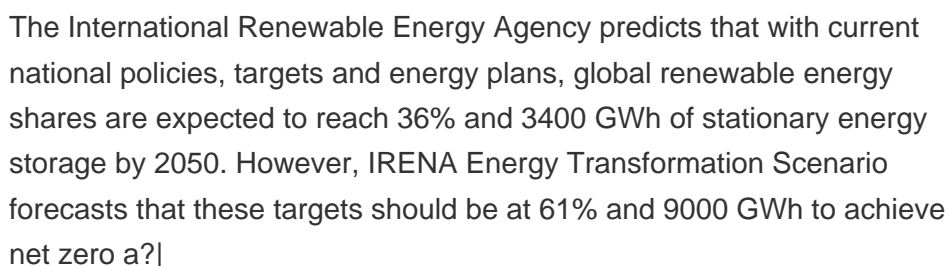 The International Renewable Energy Agency predicts that with current
national policies, targets and energy plans, global renewable energy
shares are expected to reach 36% and 3400 GWh of stationary energy
storage by 2050. However, IRENA Energy Transformation Scenario
forecasts that these targets should be at 61% and 9000 GWh to achieve
net zero a?|